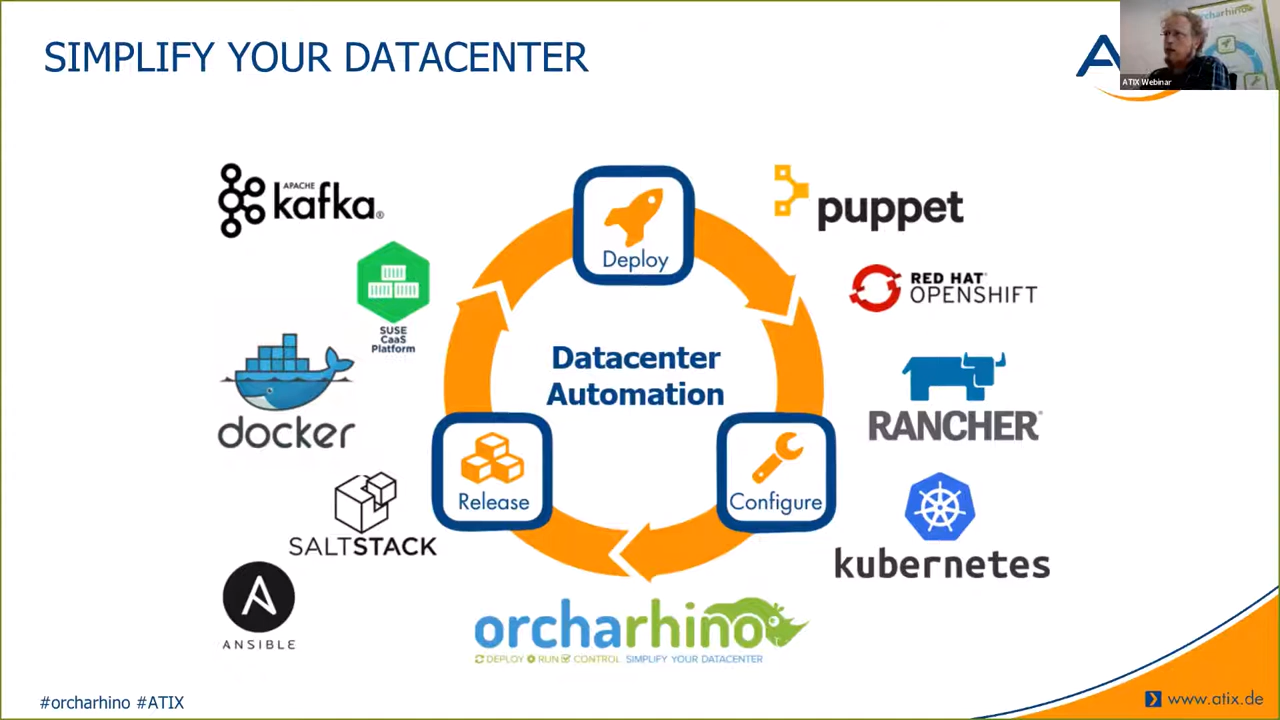 SIMPLIFY YOUR DATACENTER
ATIX Webinar
APACHE
kafka®
puppet
Deploy
RED HAT®
OPENSHIFT
SUSE
CaaS
Platform
Datacenter
Automation
docker
RANCHER®
Release
Configure
SALTSTACK
kubernetes
ANSIBLE
orcharhino
DEPLOY RUN CONTROL SIMPLIFY YOUR DATACENTER
#orcharhino #ATIX
www.atix.de